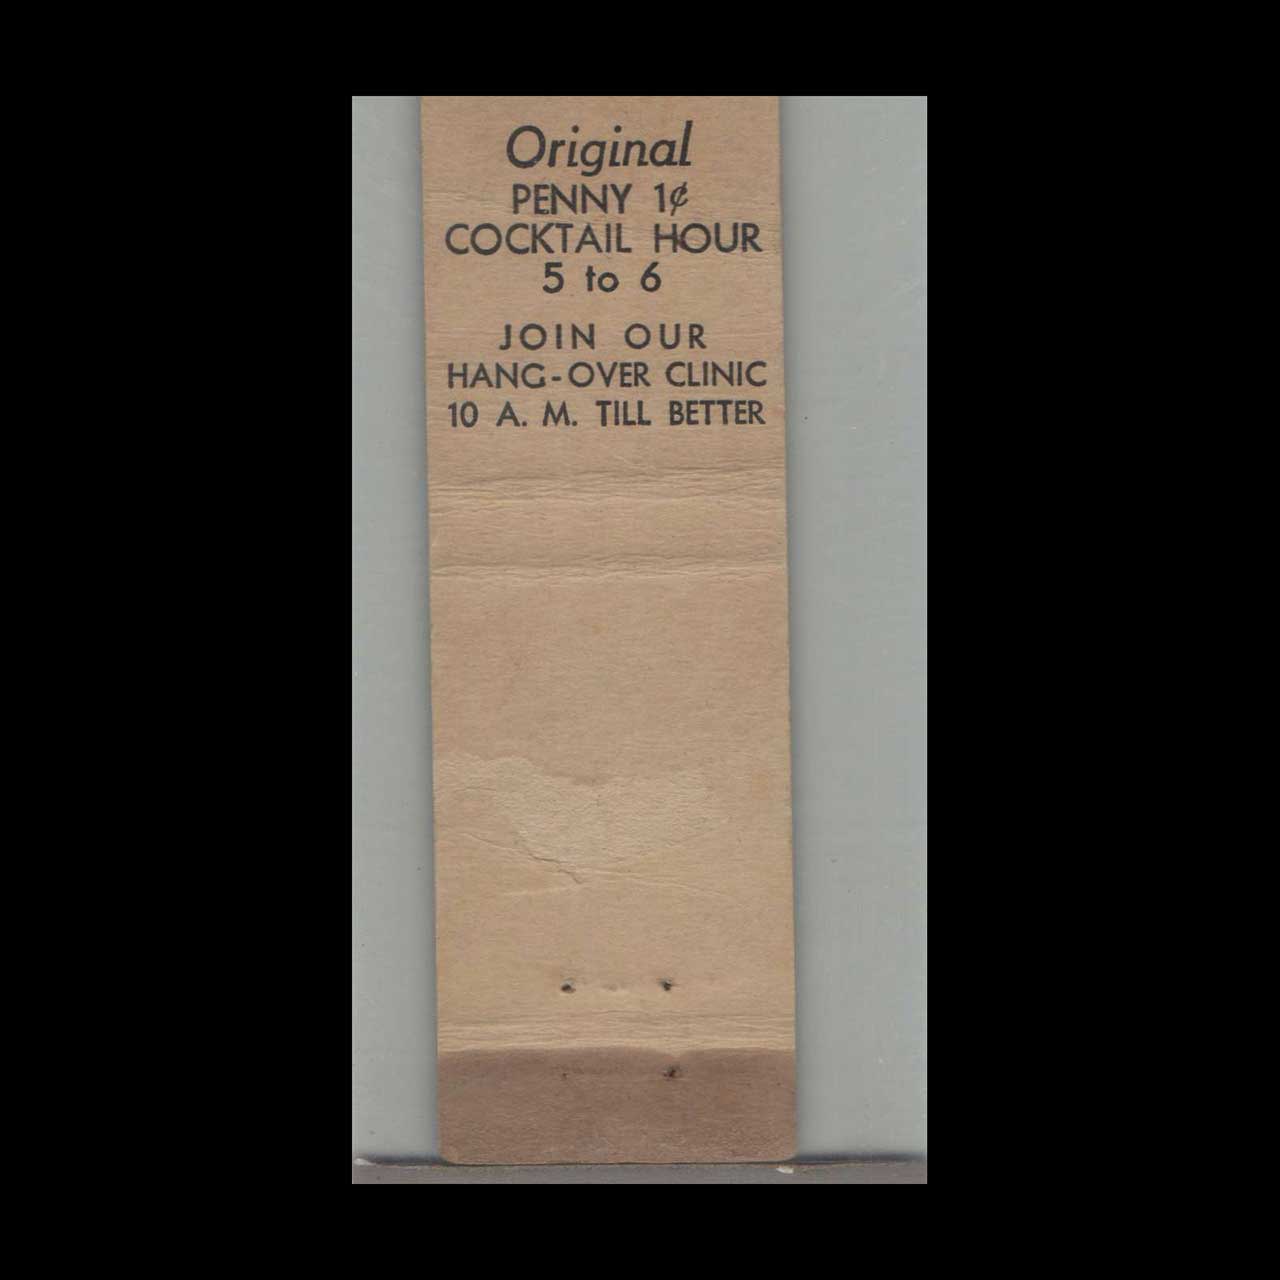 Original
PENNY 1¢
COCKTAIL HOUR
5 to 6
JOIN OUR
HANG-OVER CLINIC
10 A. M. TILL BETTER